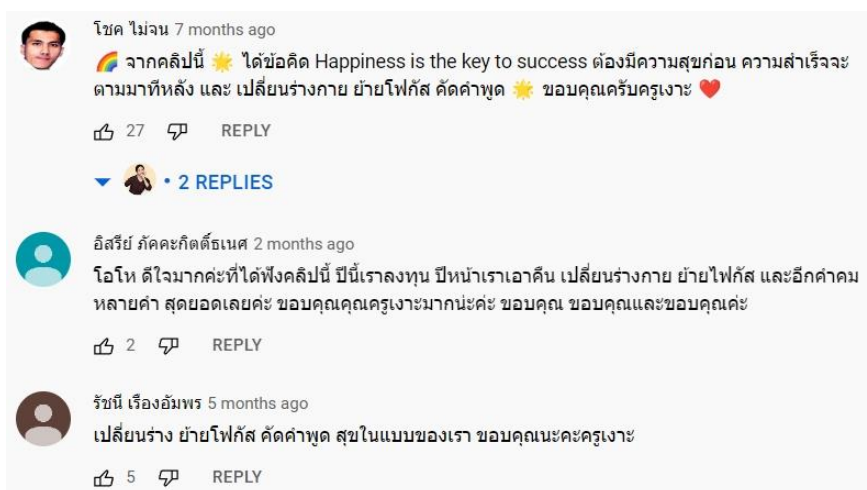 โชค ไม่จน 7 months ago
🌈 จากคลิปนี้ 🌟 ได้ข้อคิด Happiness is the key to success ต้องมีความสุขก่อน ความสำเร็จจะ
ตามมาทีหลัง และ เปลี่ยนร่างกาย ย้ายโฟกัส คัดคำพูด 🌟 ขอบคุณครับครูเงาะ ❤️
27 REPLY
• 2 REPLIES
อิสรีย์ ภัคคะกิตติ์ธเนศ 2 months ago
โอโห ดีใจมากค่ะที่ได้ฟังคลิปนี้ ปีนี้เราลงทุน ปีหน้าเราเอาคืน เปลี่ยนร่างกาย ย้ายไฟกัส และอีกคำคม
หลายคำ สุดยอดเลยค่ะ ขอบคุณคุณครูเงาะมากน่ะค่ะ ขอบคุณ ขอบคุณและขอบคุณค่ะ
2 REPLY
รัชนี เรืองอัมพร 5 months ago
เปลี่ยนร่าง ย้ายโฟกัส คัดคำพูด สุขในแบบของเรา ขอบคุณนะคะครูเงาะ
5 REPLY